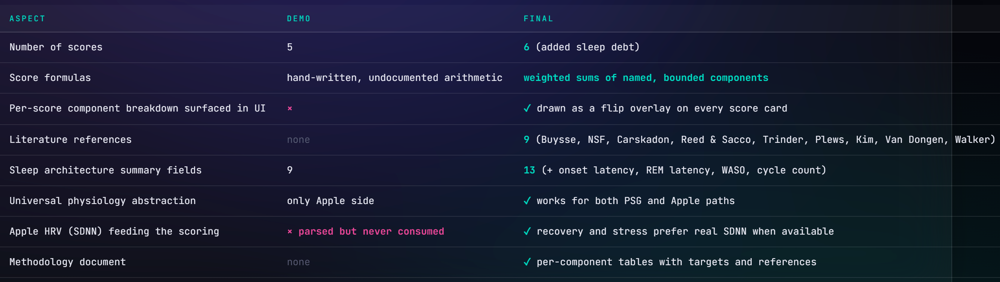 ASPECT DEMO FINAL
Number of scores 5 6 (added sleep debt)
Score formulas hand-written, undocumented arithmetic weighted sums of named, bounded components
Per-score component breakdown surfaced in UI × ✓ drawn as a flip overlay on every score card
Literature references none 9 (Buysse, NSF, Carskadon, Reed & Sacco, Trinder, Plews, Kim, Van Dongen, Walker)
Sleep architecture summary fields 9 13 (+ onset latency, REM latency, WASO, cycle count)
Universal physiology abstraction only Apple side ✓ works for both PSG and Apple paths
Apple HRV (SDNN) feeding the scoring × parsed but never consumed ✓ recovery and stress prefer real SDNN when available
Methodology document none ✓ per-component tables with targets and references